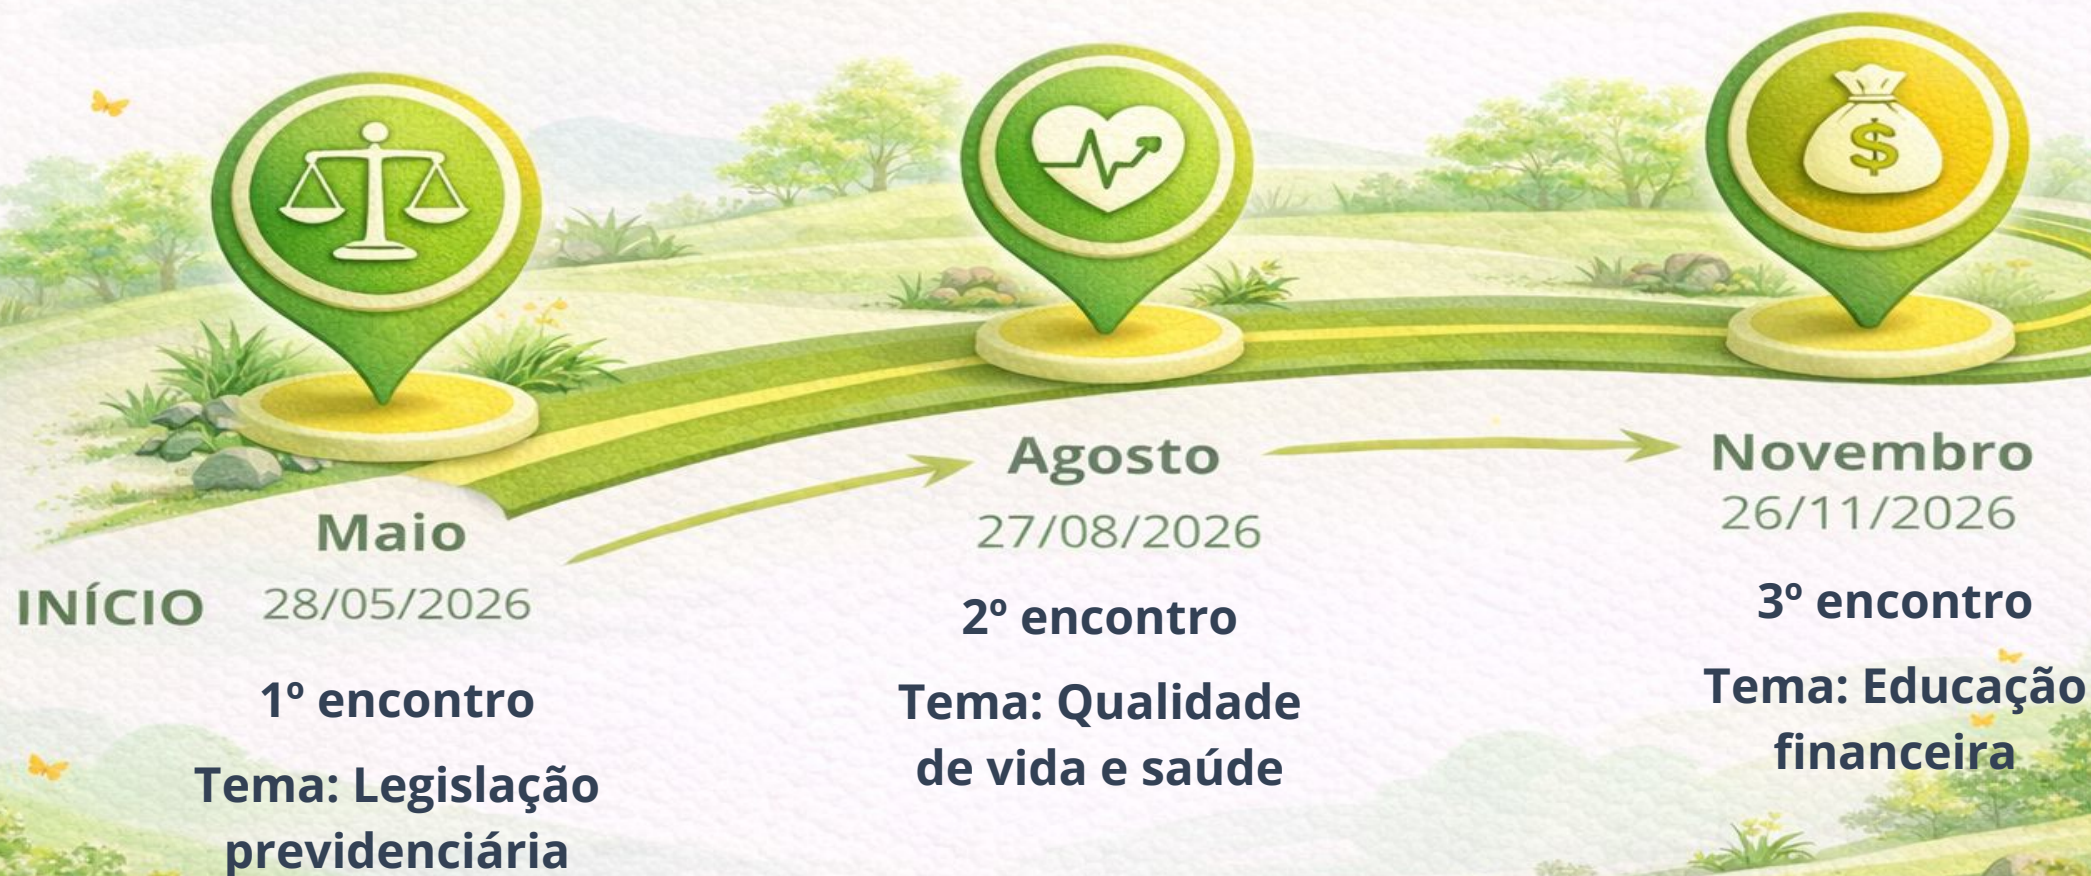 INÍCIO
Maio
28/05/2026
1º encontro
Tema: Legislação
previdenciária
Agosto
27/08/2026
2º encontro
Tema: Qualidade
de vida e saúde
$
Novembro
26/11/2026
3º encontro
Tema: Educação
financeira